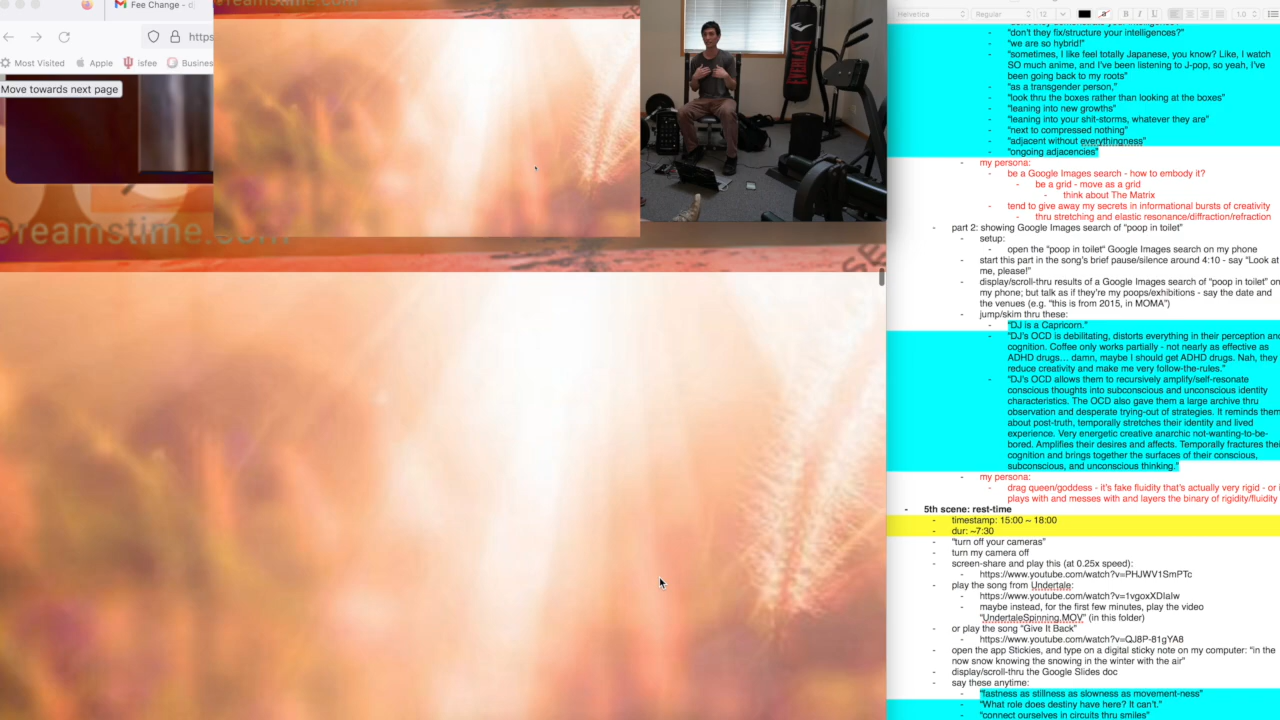 Fee Change - d
https
Most Visited
Apple
isfee
Business
Move towards next page
dreamstime.com
©reamstime.com
EVERLAST
Helvetica
Regular
12
B I U
1.0
- "don't they fix/structure your intelligences?"
- "we are so hybrid!"
- "sometimes, I like feel totally Japanese, you know? Like, I watch
SO much anime, and I've been listening to J-pop, so yeah, I've
been going back to my roots"
- "as a transgender person,"
- "look thru the boxes rather than looking at the boxes"
- "leaning into new growths"
- "leaning into your shit-storms, whatever they are"
- "next to compressed nothing"
- "adjacent without everythingness"
- "ongoing adjacencies"
- my persona:
- be a Google Images search - how to embody it?
- be a grid - move as a grid
- think about The Matrix
- tend to give away my secrets in informational bursts of creativity
- thru stretching and elastic resonance/diffraction/refraction
- part 2: showing Google Images search of "poop in toilet"
- setup:
- open the "poop in toilet" Google Images search on my phone
- start this part in the song's brief pause/silence around 4:10 - say "Look at
me, please!"
- display/scroll-thru results of a Google Images search of "poop in toilet" on
my phone; but talk as if they're my poops/exhibitions - say the date and
the venues (e.g. "this is from 2015, in MOMA")
- jump/skim thru these:
- "DJ is a Capricorn."
- "DJ's OCD is debilitating, distorts everything in their perception and
cognition. Coffee only works partially - not nearly as effective as
ADHD drugs… damn, maybe I should get ADHD drugs. Nah, they
reduce creativity and make me very follow-the-rules."
- "DJ's OCD allows them to recursively amplify/self-resonate
conscious thoughts into subconscious and unconscious identity
characteristics. The OCD also gave them a large archive thru
observation and desperate trying-out of strategies. It reminds them
about post-truth, temporally stretches their identity and lived
experience. Very energetic creative anarchic not-wanting-to-be-
bored. Amplifies their desires and affects. Temporally fractures their
cognition and brings together the surfaces of their conscious,
subconscious, and unconscious thinking."
- my persona:
- drag queen/goddess - it's fake fluidity that's actually very rigid - or i
plays with and messes with and layers the binary of rigidity/fluidity
- 5th scene: rest-time
- timestamp: 15:00 ~ 18:00
- dur: ~7:30
- "turn off your cameras"
- turn my camera off
- screen-share and play this (at 0.25x speed):
- https://www.youtube.com/watch?v=PHJWV1SmPTc
- play the song from Undertale:
- https://www.youtube.com/watch?v=1vgoxXDIaIw
- maybe instead, for the first few minutes, play the video
"UndertaleSpinning.MOV" (in this folder)
- or play the song "Give It Back"
- https://www.youtube.com/watch?v=QJ8P-81gYA8
- open the app Stickies, and type on a digital sticky note on my computer: "in the
now snow knowing the snowing in the winter with the air"
- display/scroll-thru the Google Slides doc
- say these anytime:
- "fastness as stillness as slowness as movement-ness"
- "What role does destiny have here? It can't."
- "connect ourselves in circuits thru smiles"